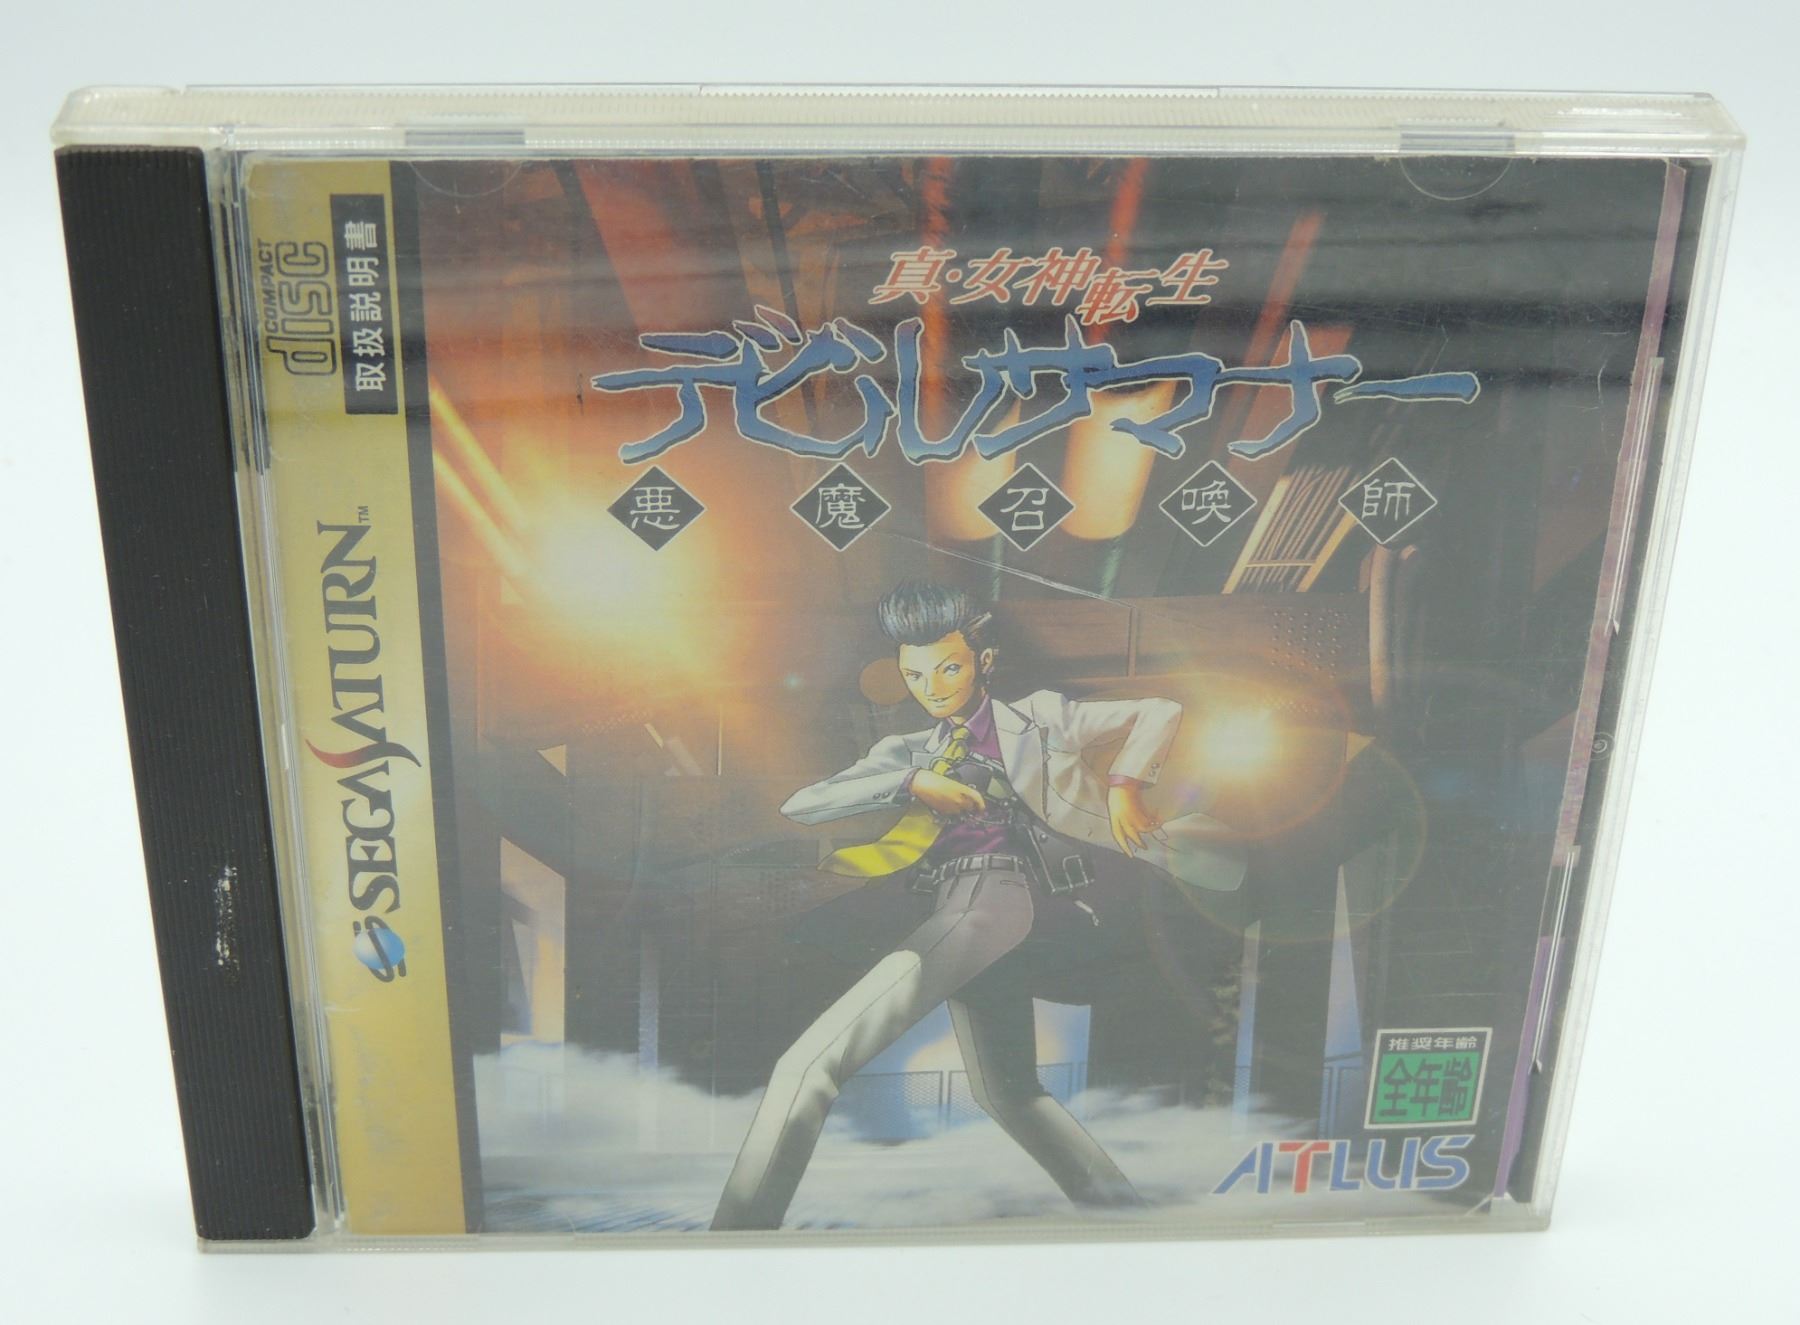 真・女神転生
デビルサマナー
悪魔召喚師
COMPACT
disc
取扱説明書
SEGA SATURN™
推奨年齢
全年齢
ATLUS